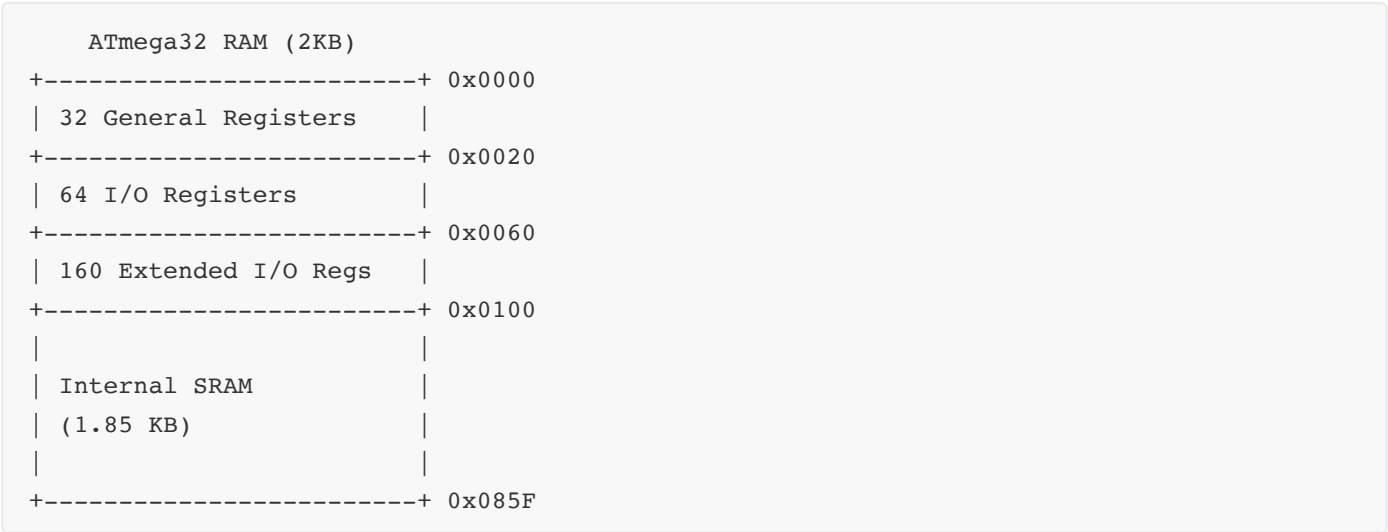 ATmega32 RAM (2KB)
+-------------------------+ 0x0000
| 32 General Registers    |
+-------------------------+ 0x0020
| 64 I/O Registers        |
+-------------------------+ 0x0060
| 160 Extended I/O Regs   |
+-------------------------+ 0x0100
|                         |
| Internal SRAM           |
| (1.85 KB)               |
|                         |
+-------------------------+ 0x085F